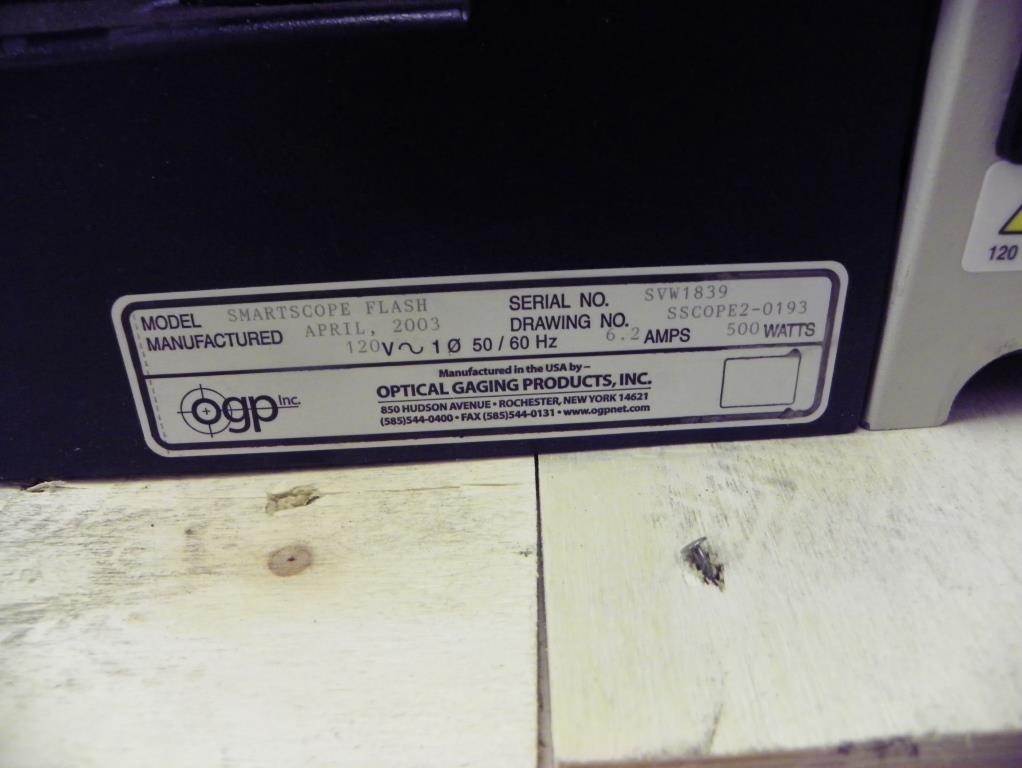 MODEL SMARTSCOPE FLASH SERIAL NO. SVW1839
MANUFACTURED APRIL, 2003 DRAWING NO. SSCOPE2-0193
120 V ~ 1 Ø 50 / 60 Hz 6.2 AMPS 500 WATTS
ogp Inc.
Manufactured in the USA by –
OPTICAL GAGING PRODUCTS, INC.
850 HUDSON AVENUE • ROCHESTER, NEW YORK 14621
(585)544-0400 • FAX (585)544-0131 • www.ogpnet.com
120